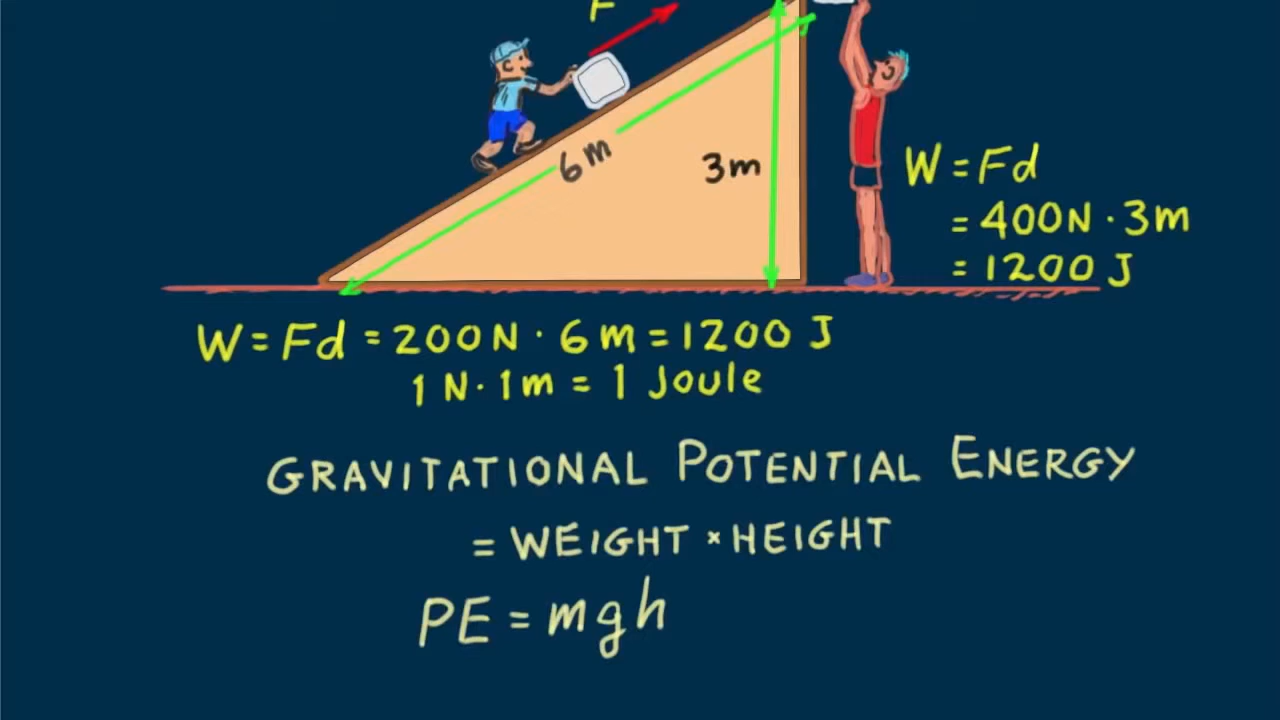 F
6m
3m
W = Fd
= 400N · 3m
= 1200 J
W = Fd = 200N · 6m = 1200 J
1 N · 1m = 1 Joule
GRAVITATIONAL POTENTIAL ENERGY
= WEIGHT × HEIGHT
PE = mgh